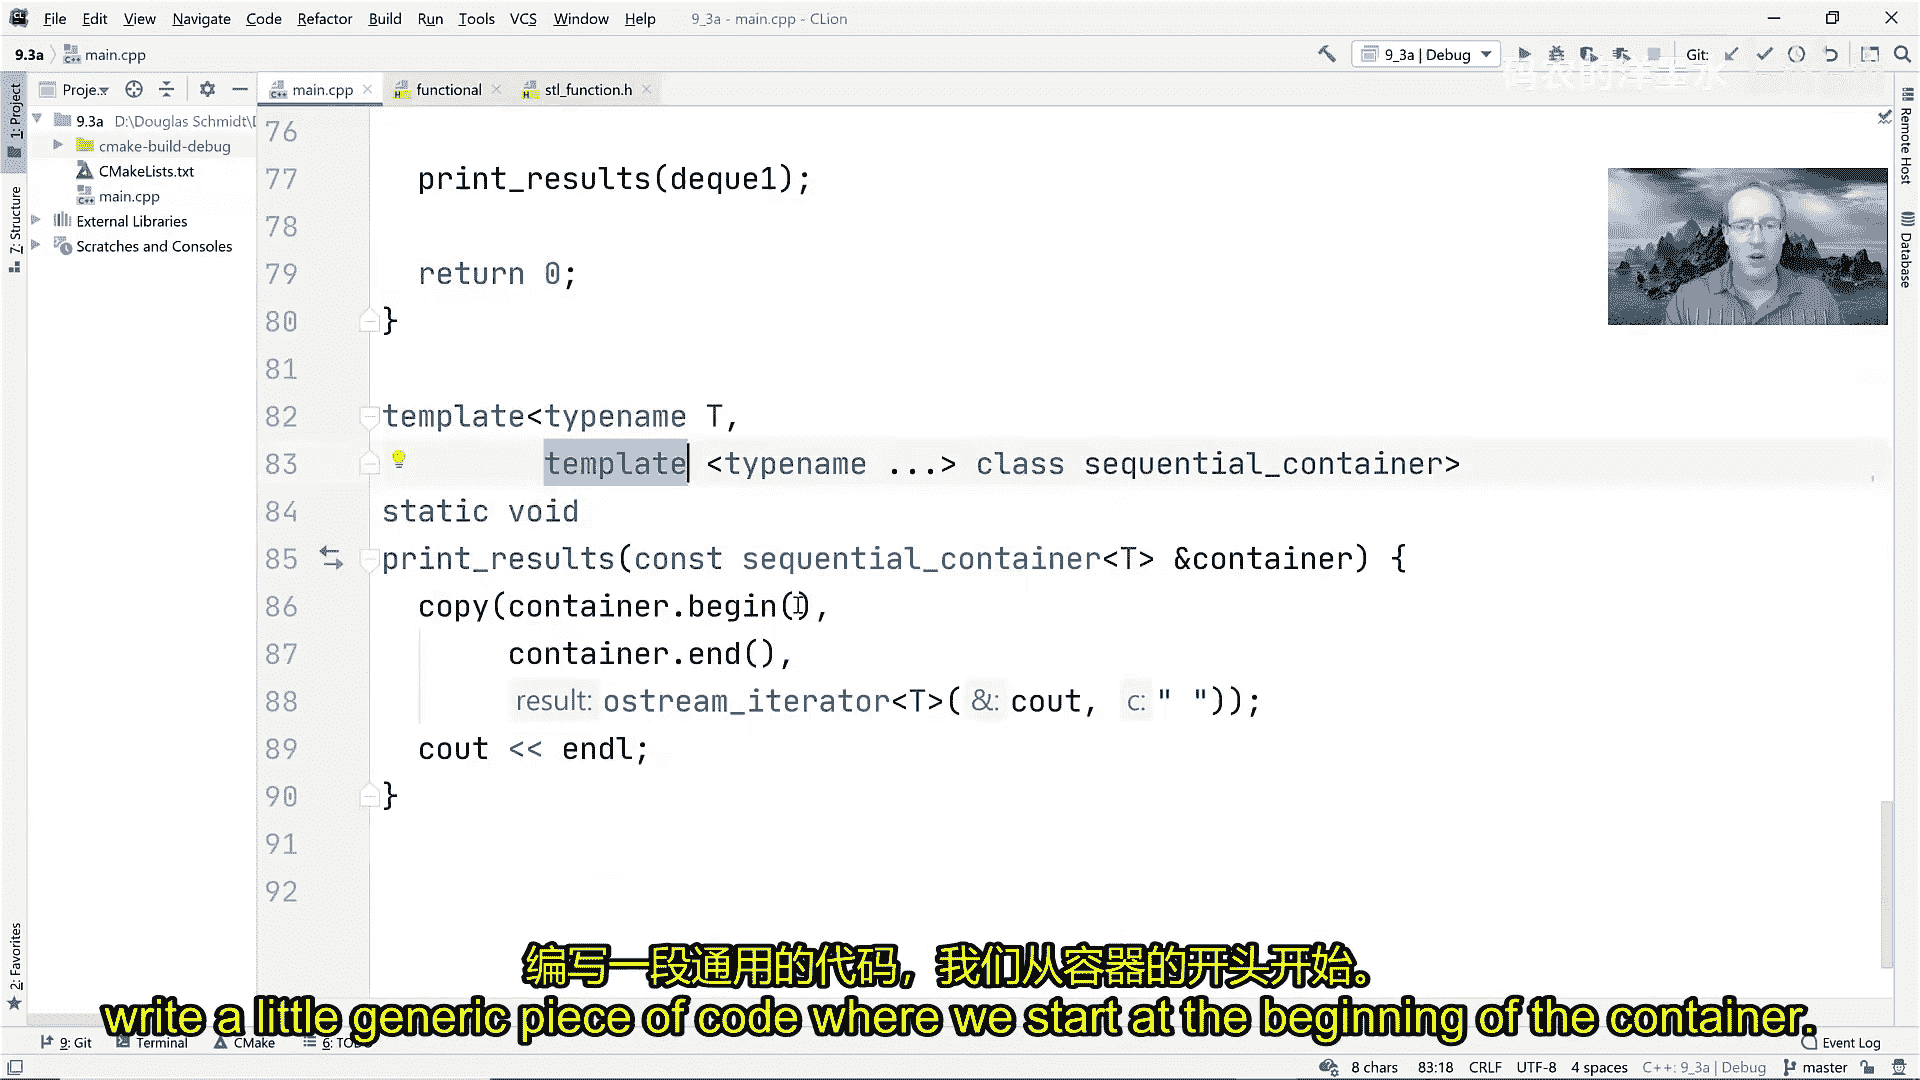 File Edit View Navigate Code Refactor Build Run Tools VCS Window Help 9_3a - main.cpp - CLion
9.3a main.cpp 9_3a | Debug Git:
码农的洋墨水
Proje... main.cpp functional stl_function.h
1: Project
7: Structure
2: Favorites
Remote Host
Database
9.3a D:\Douglas Schmidt\
cmake-build-debug
CMakeLists.txt
main.cpp
External Libraries
Scratches and Consoles
76
77 print_results(deque1);
78
79 return 0;
80 }
81
82 template<typename T,
83 template <typename ...> class sequential_container>
84 static void
85 print_results(const sequential_container<T> &container) {
86 copy(container.begin(),
87 container.end(),
88 result: ostream_iterator<T>( &: cout, c: " "));
89 cout << endl;
90 }
91
92
编写一段通用的代码，我们从容器的开头开始。
write a little generic piece of code where we start at the beginning of the container.
9: Git Terminal CMake 6: TODO Event Log
8 chars 83:18 CRLF UTF-8 4 spaces C++: 9_3a | Debug master